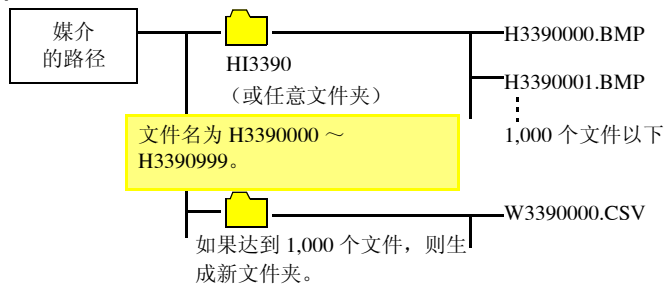 媒介
的路径
HI3390
（或任意文件夹）
H3390000.BMP
H3390001.BMP
1,000 个文件以下
文件名为 H3390000 ～
H3390999。
W3390000.CSV
如果达到 1,000 个文件，则生
成新文件夹。